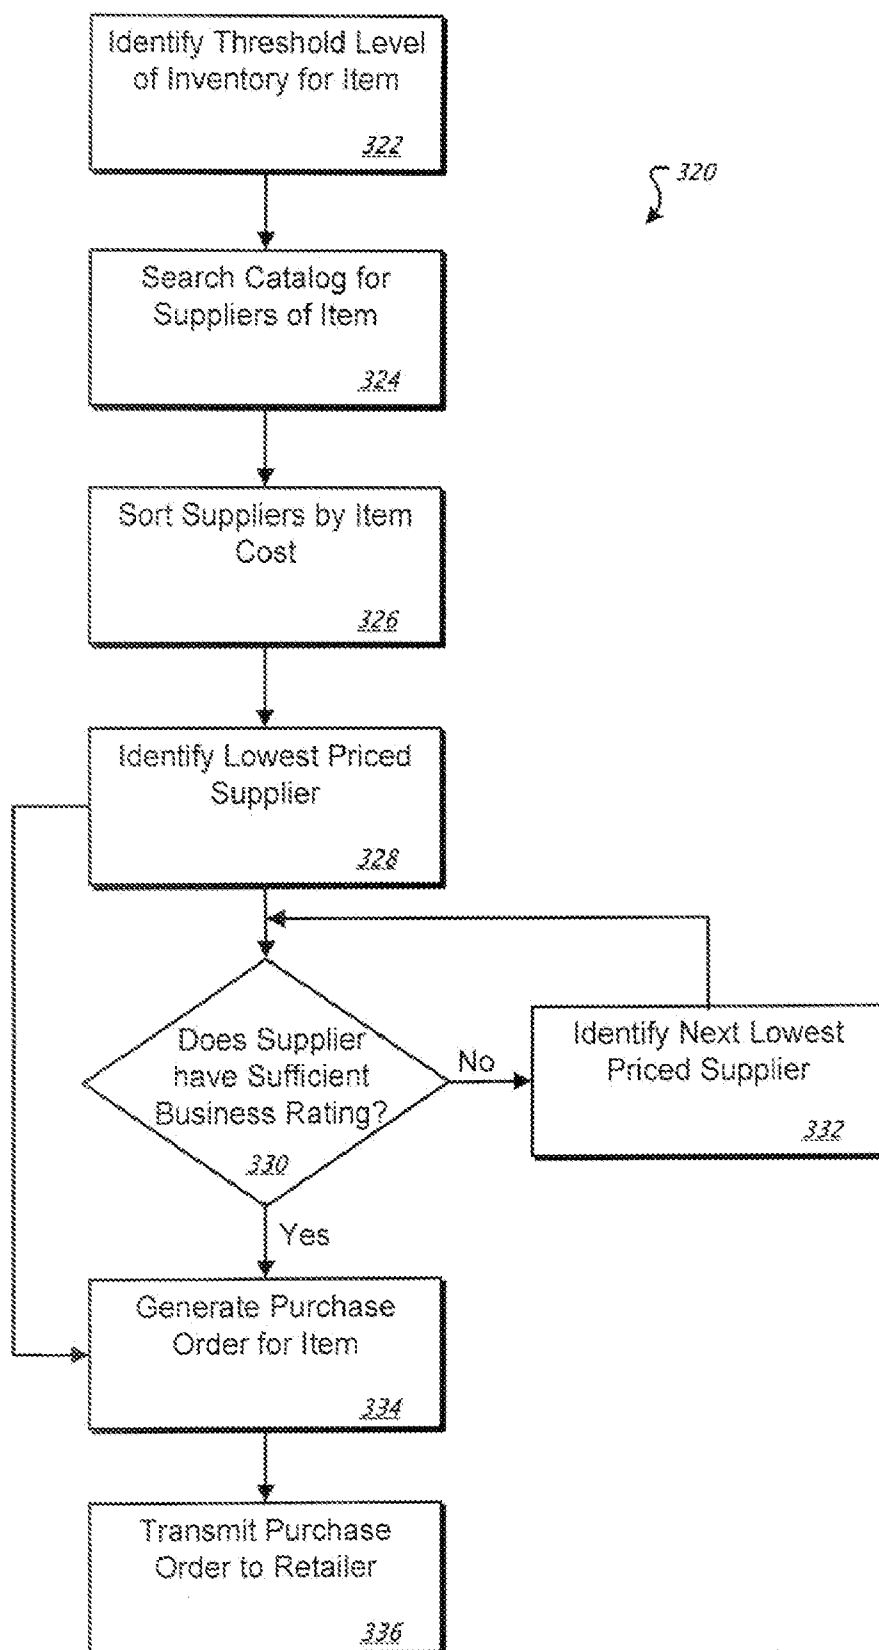 Identify Threshold Level
of Inventory for Item
322
320
Search Catalog for
Suppliers of Item
324
Sort Suppliers by Item
Cost
326
Identify Lowest Priced
Supplier
328
Does Supplier
have Sufficient
Business Rating?
330
No
Identify Next Lowest
Priced Supplier
332
Yes
Generate Purchase
Order for Item
334
Transmit Purchase
Order to Retailer
336